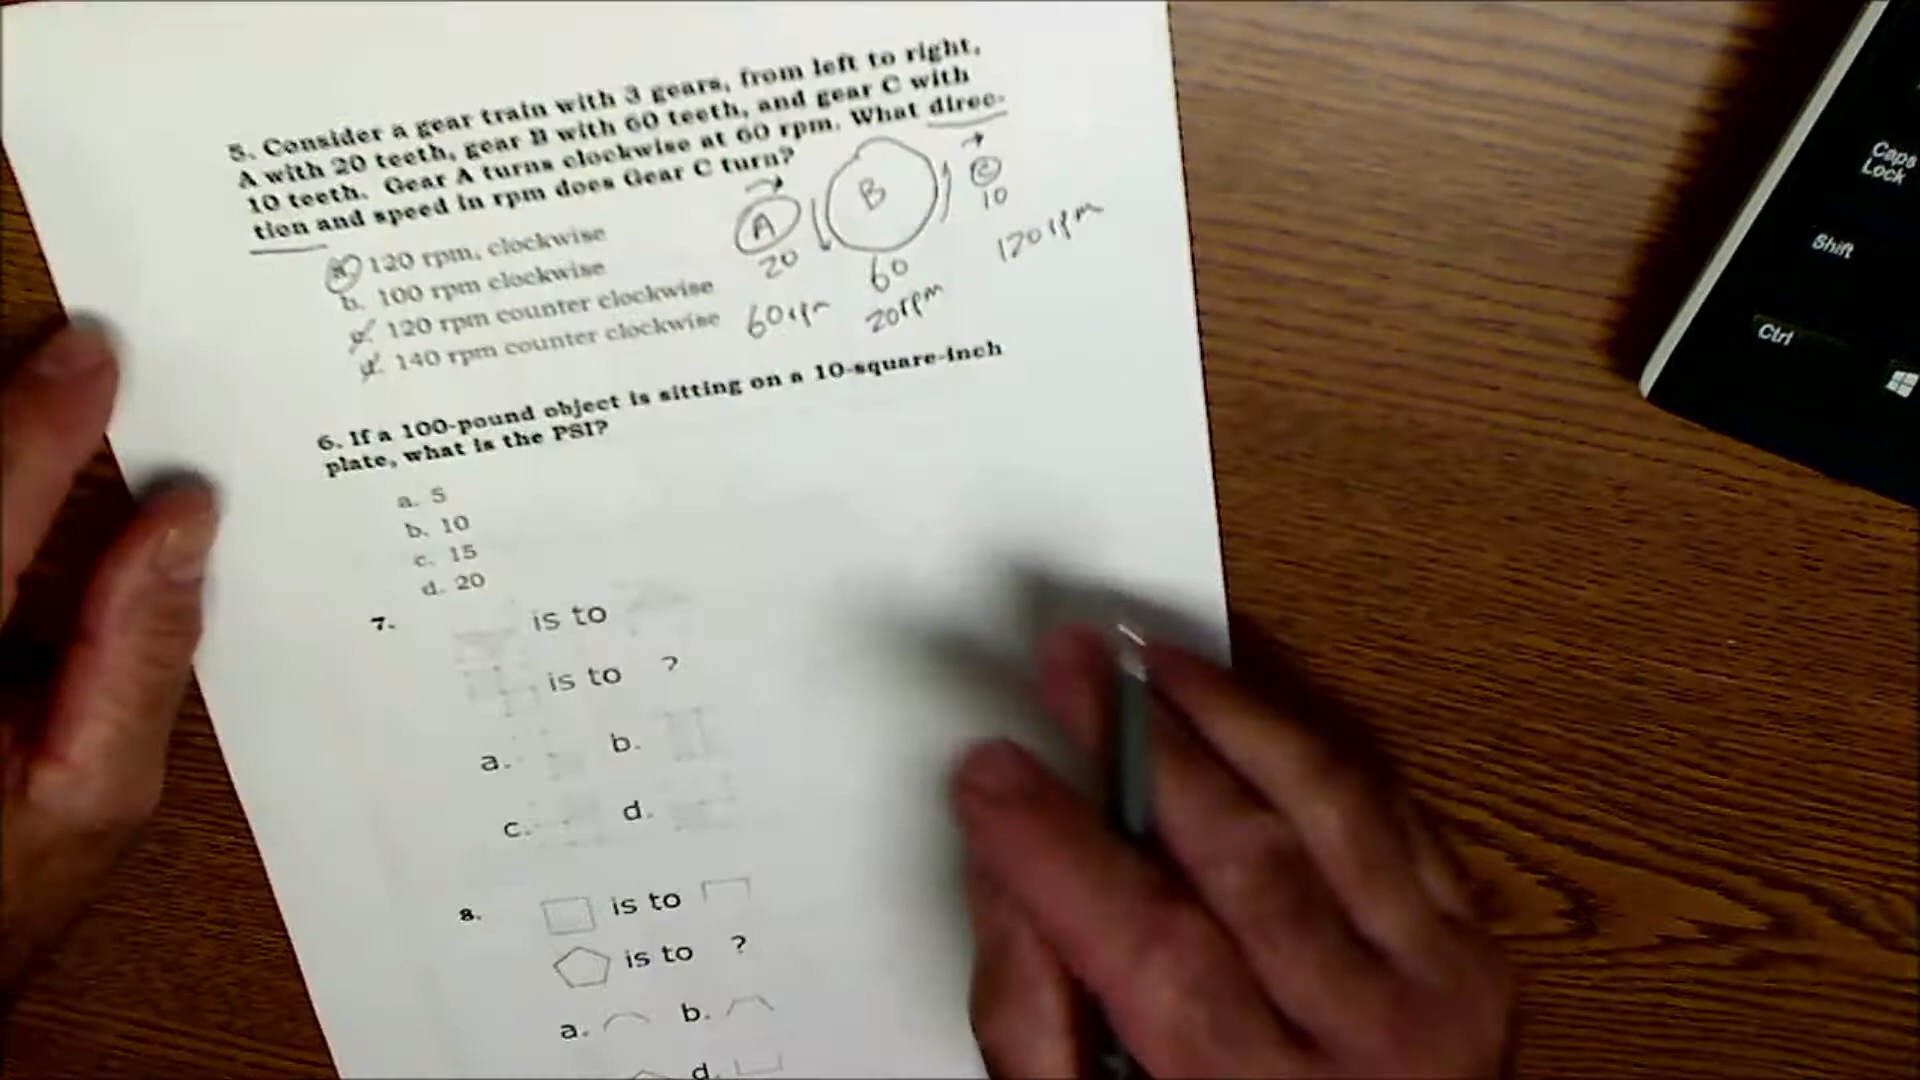 5. Consider a gear train with 3 gears, from left to right,
A with 20 teeth, gear B with 60 teeth, and gear C with
10 teeth. Gear A turns clockwise at 60 rpm. What direc-
tion and speed in rpm does Gear C turn?
a. 120 rpm, clockwise
b. 100 rpm clockwise
c. 120 rpm counter clockwise
d. 140 rpm counter clockwise
A
B
C
20
60
10
60rpm
20rpm
120rpm
6. If a 100-pound object is sitting on a 10-square-inch
plate, what is the PSI?
a. 5
b. 10
c. 15
d. 20
7. is to
is to ?
a. b.
c. d.
8. is to
is to ?
a. b.
d.
Caps
Lock
Shift
Ctrl